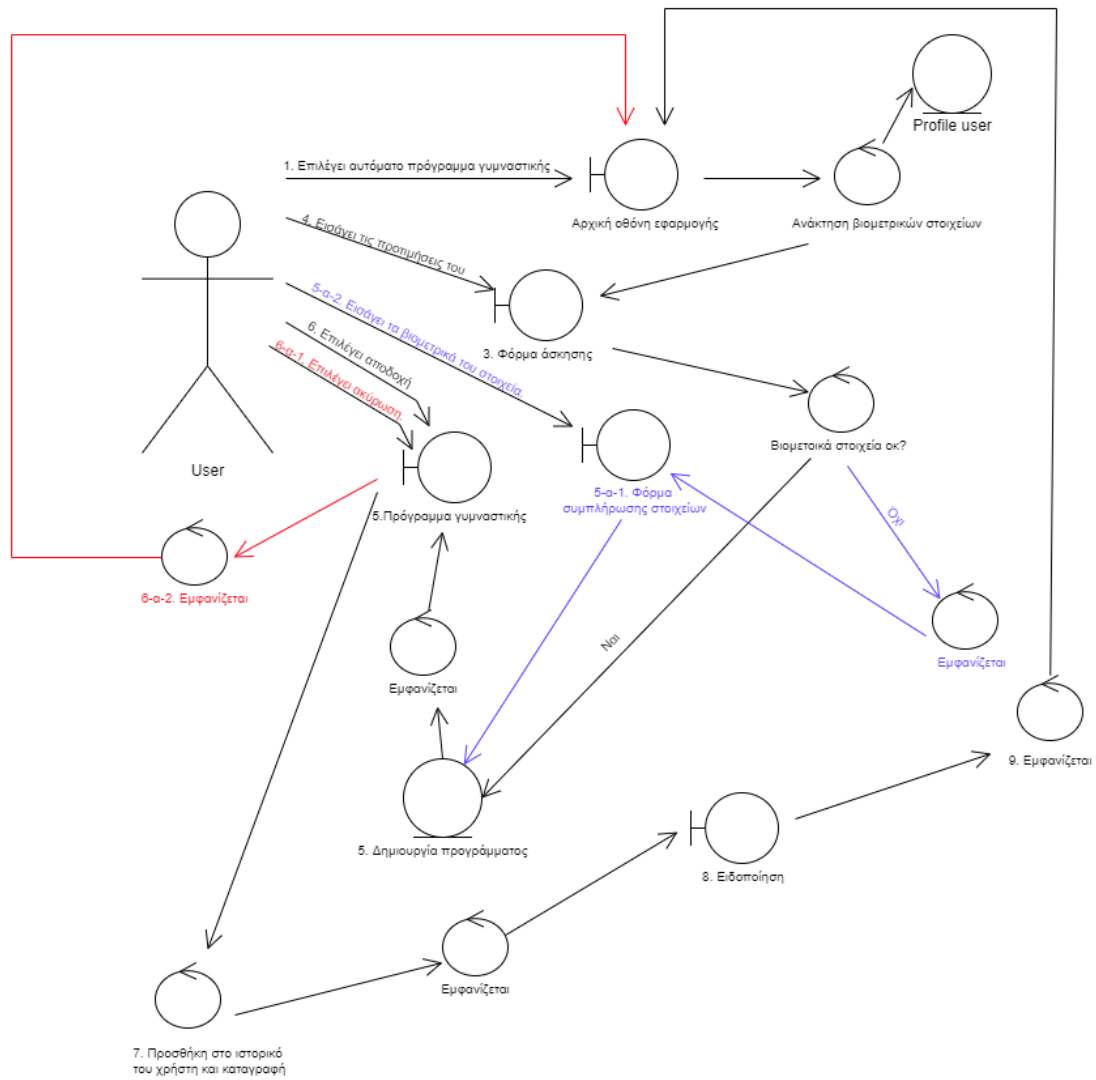 Profile user
1. Επιλέγει αυτόματο πρόγραμμα γυμναστικής
Αρχική οθόνη εφαρμογής
Ανάκτηση βιομετρικών στοιχείων
4. Εισάγει τις προτιμήσεις του
5-α-2. Εισάγει τα βιομετρικά του στοιχεία.
3. Φόρμα άσκησης
6. Επιλέγει αποδοχή
6-α-1. Επιλέγει ακύρωση.
User
Βιομετοικά στοιχεία οκ?
5-α-1. Φόρμα
συμπλήρωσης στοιχείων
5.Πρόγραμμα γυμναστικής
Όχι
6-α-2. Εμφανίζεται
Ναι
Εμφανίζεται
Εμφανίζεται
9. Εμφανίζεται
5. Δημιουργία προγράμματος
8. Ειδοποίηση
Εμφανίζεται
7. Προσθήκη στο ιστορικό
του χρήστη και καταγραφή